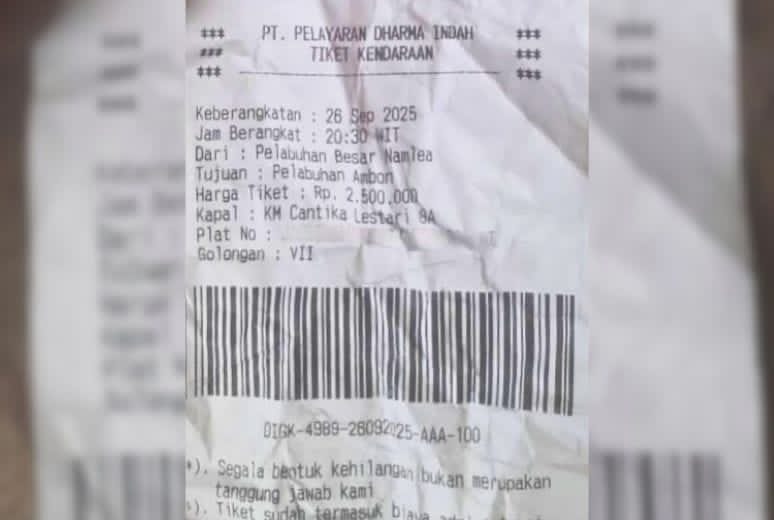 *** PT. PELAYARAN DHARMA INDAH ***
*** TIKET KENDARAAN ***
*** ***
Keberangkatan : 26 Sep 2025
Jam Berangkat : 20:30 WIT
Dari : Pelabuhan Besar Namlea
Tujuan : Pelabuhan Ambon
Harga Tiket : Rp. 2.500.000
Kapal : KM Cantika Lestari 9A
Plat No :
Golongan : VII
DIGK-4989-26092025-AAA-100
*). Segala bentuk kehilangan bukan merupakan
tanggung jawab kami
*). Tiket sudah termasuk biaya